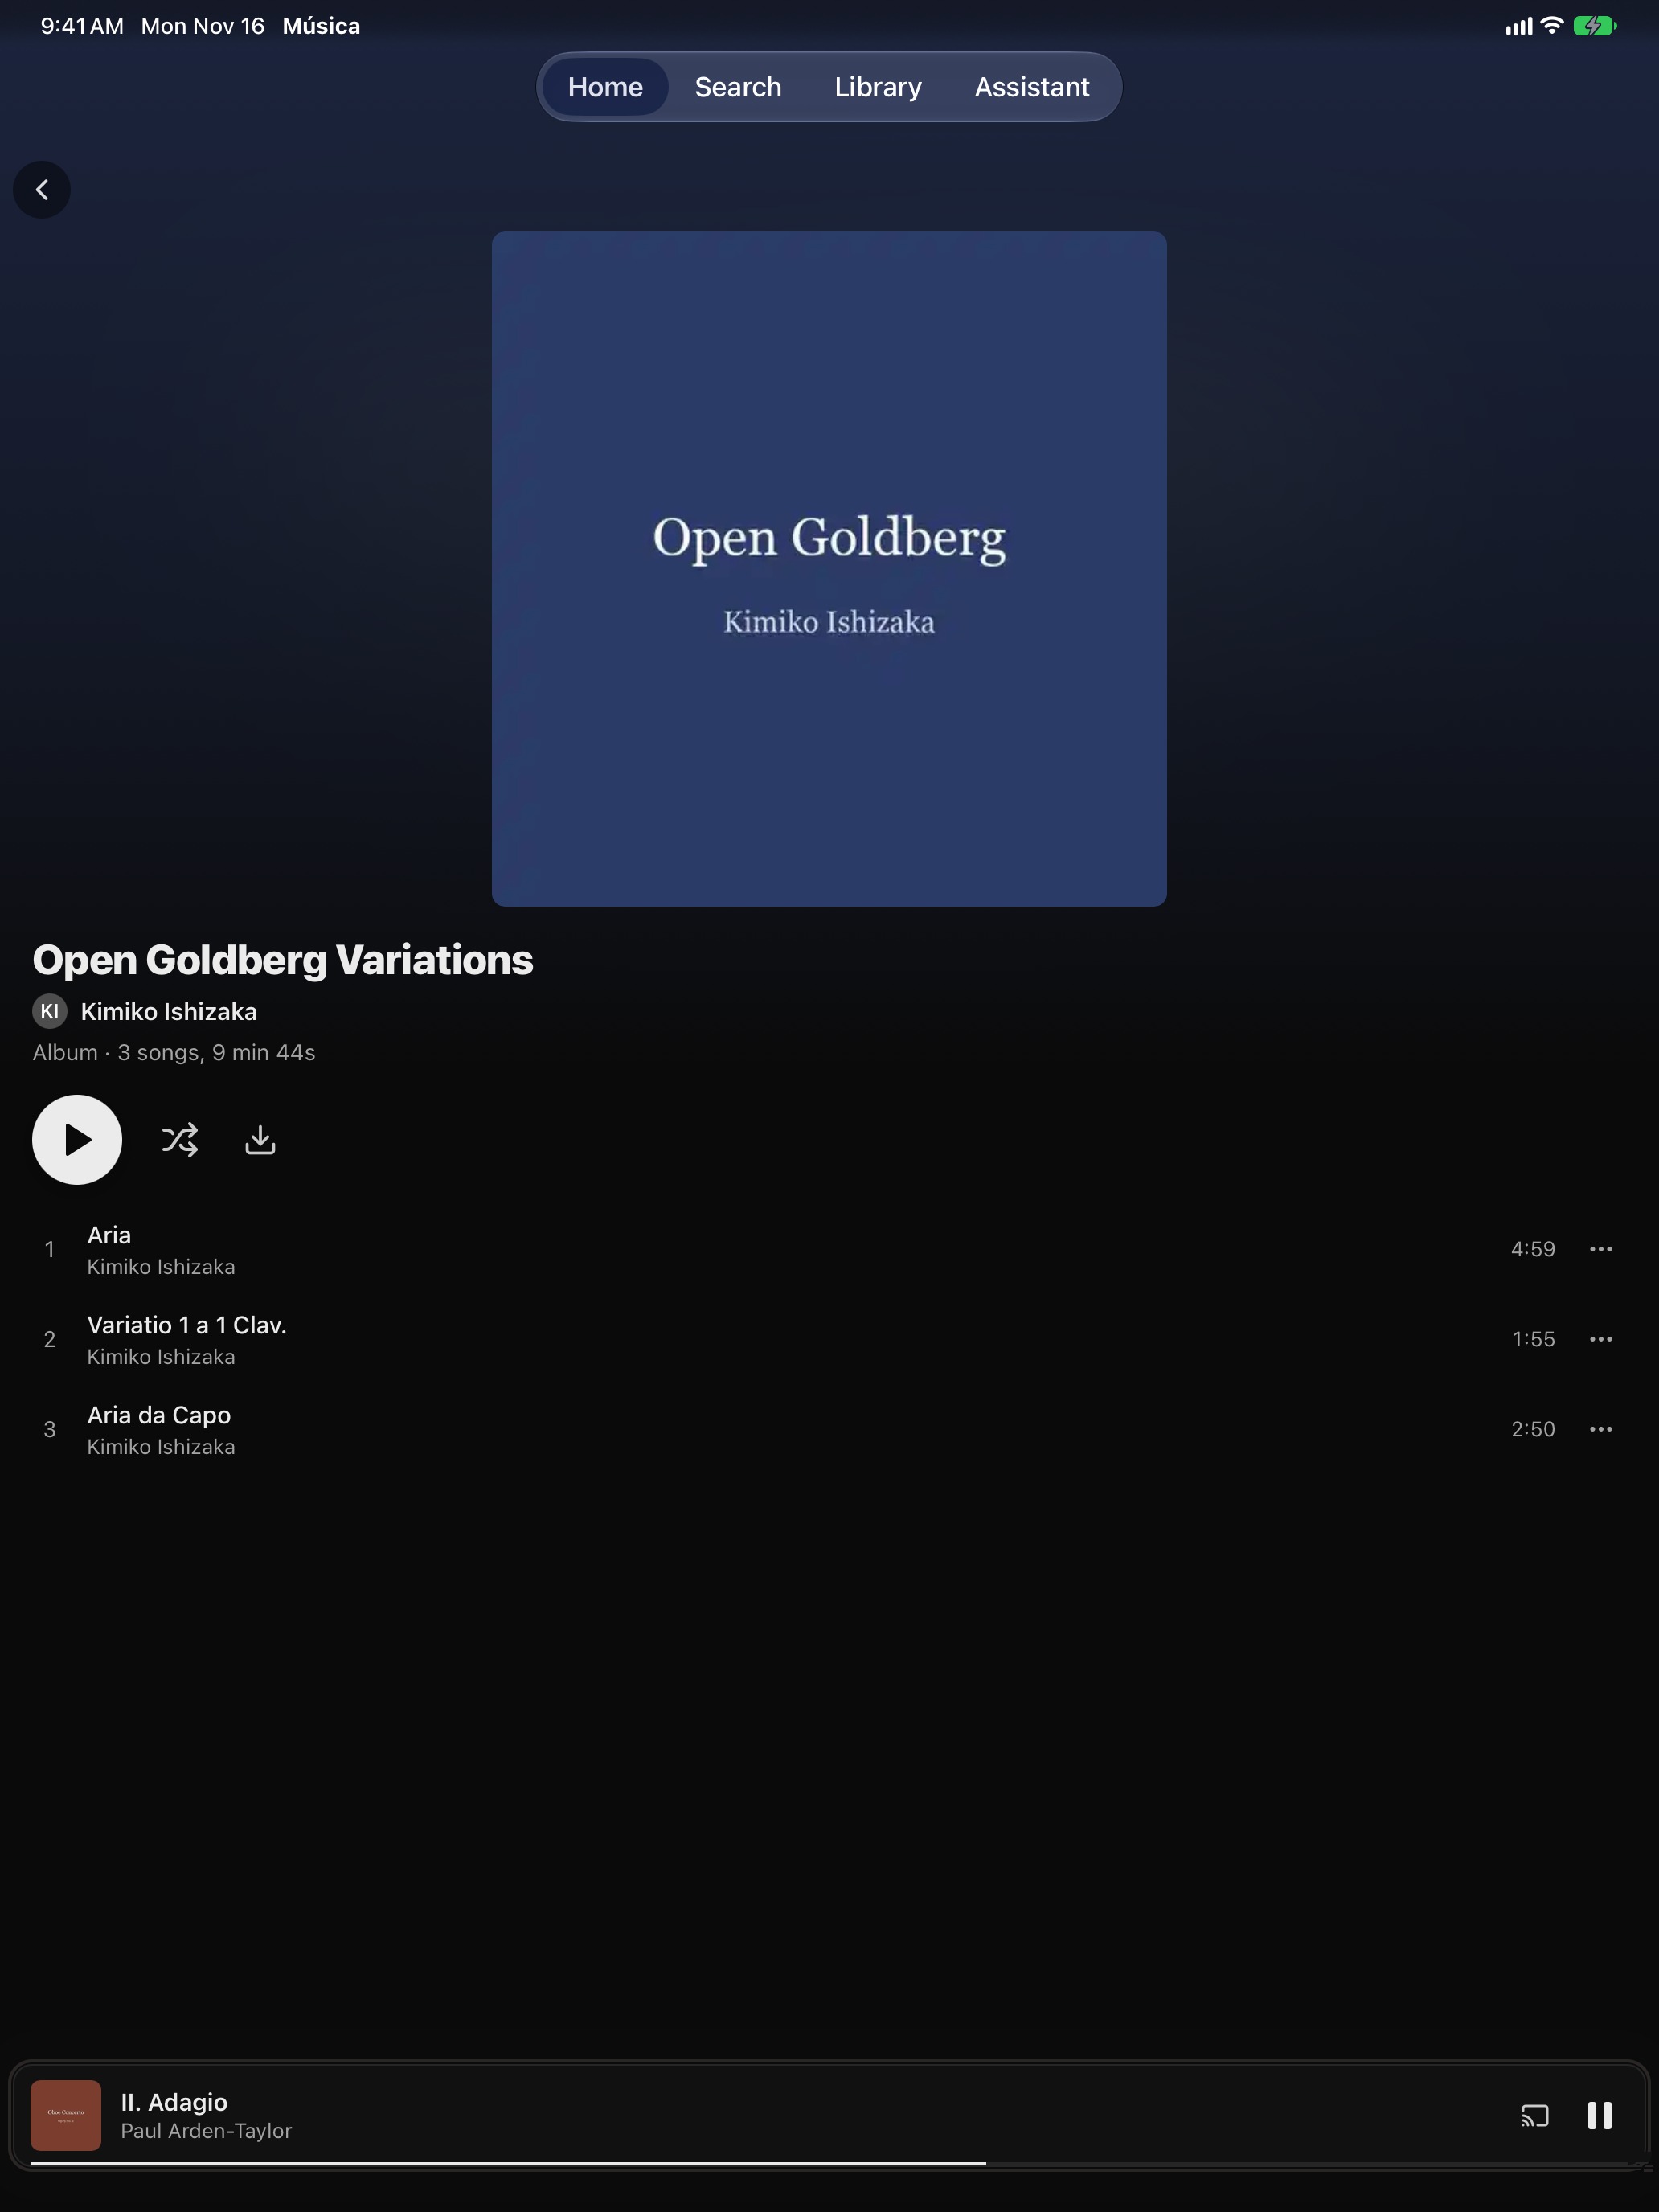 9:41 AM Mon Nov 16 Música
Home Search Library Assistant
Open Goldberg
Kimiko Ishizaka
Open Goldberg Variations
KI Kimiko Ishizaka
Album · 3 songs, 9 min 44s
1 Aria 4:59
Kimiko Ishizaka
2 Variatio 1 a 1 Clav. 1:55
Kimiko Ishizaka
3 Aria da Capo 2:50
Kimiko Ishizaka
Oboe Concerto
II. Adagio
Paul Arden-Taylor